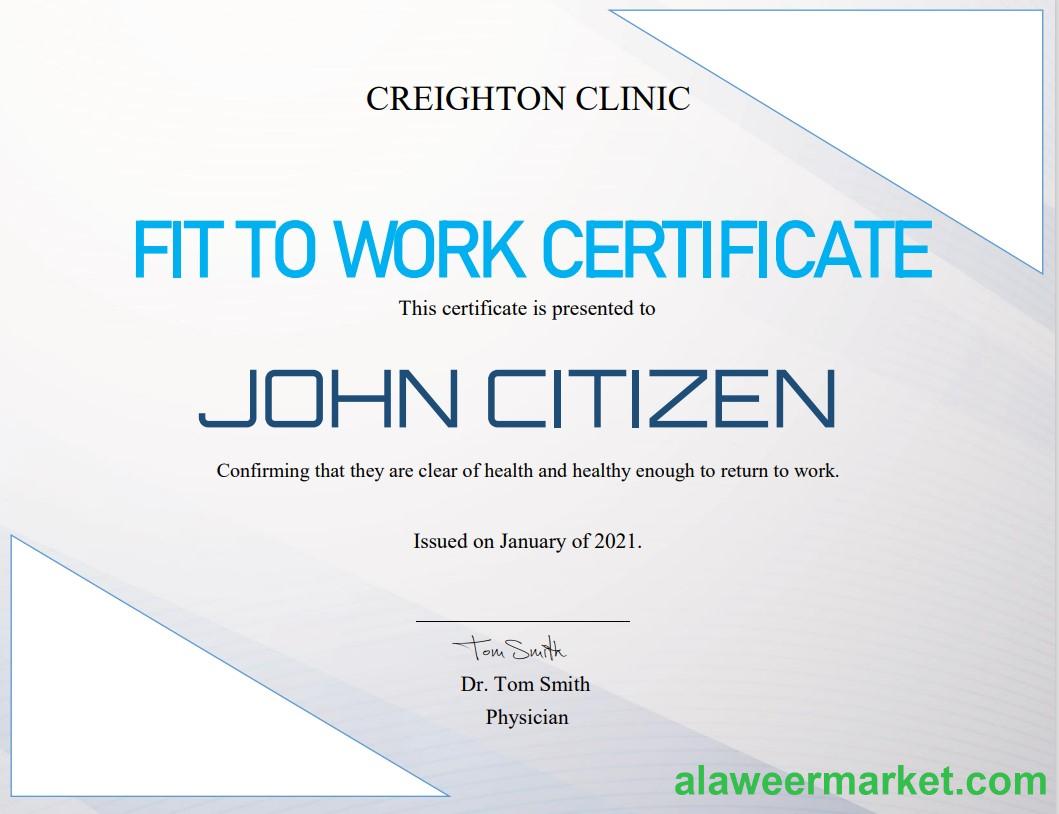 CREIGHTON CLINIC
FIT TO WORK CERTIFICATE
This certificate is presented to
JOHN CITIZEN
Confirming that they are clear of health and healthy enough to return to work.
Issued on January of 2021.
Tom Smith
Dr. Tom Smith
Physician
alaweermarket.com